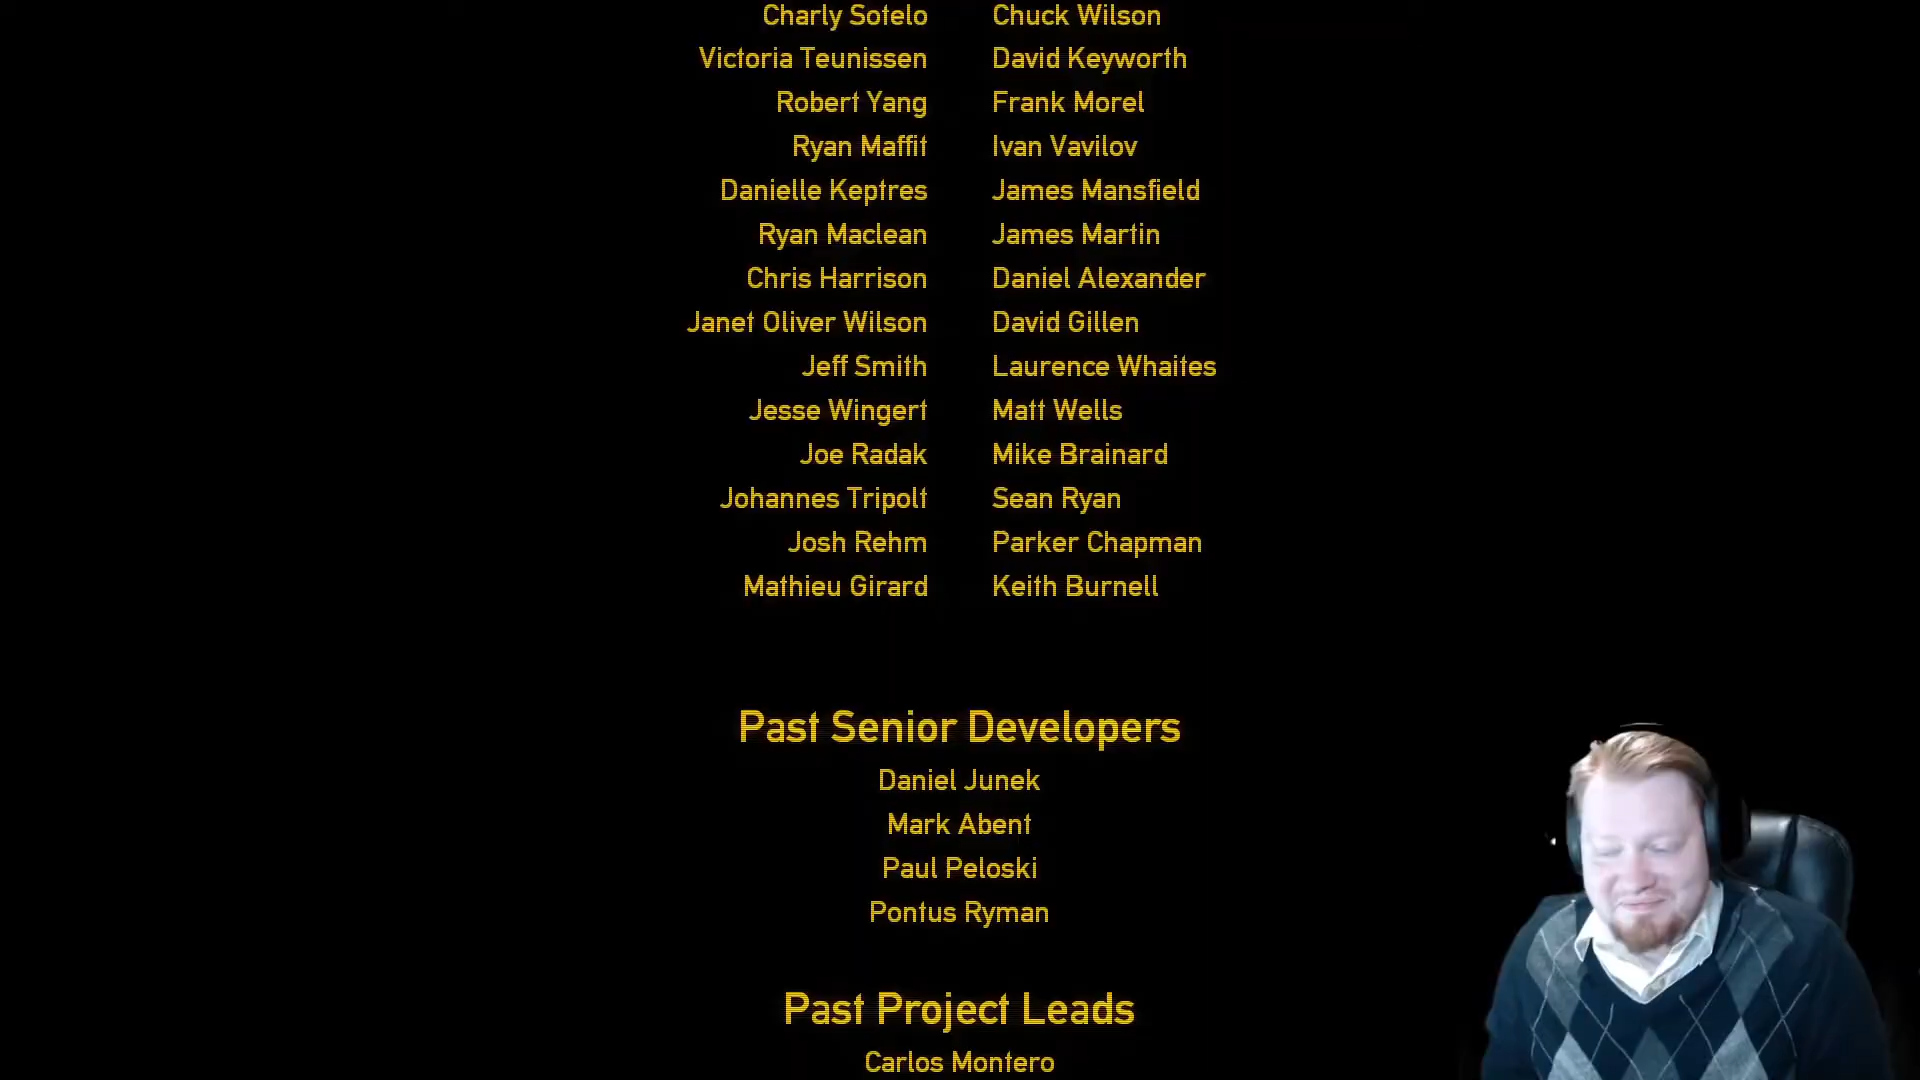 Charly Sotelo Chuck Wilson
Victoria Teunissen David Keyworth
Robert Yang Frank Morel
Ryan Maffit Ivan Vavilov
Danielle Keptres James Mansfield
Ryan Maclean James Martin
Chris Harrison Daniel Alexander
Janet Oliver Wilson David Gillen
Jeff Smith Laurence Whaites
Jesse Wingert Matt Wells
Joe Radak Mike Brainard
Johannes Tripolt Sean Ryan
Josh Rehm Parker Chapman
Mathieu Girard Keith Burnell
Past Senior Developers
Daniel Junek
Mark Abent
Paul Peloski
Pontus Ryman
Past Project Leads
Carlos Montero